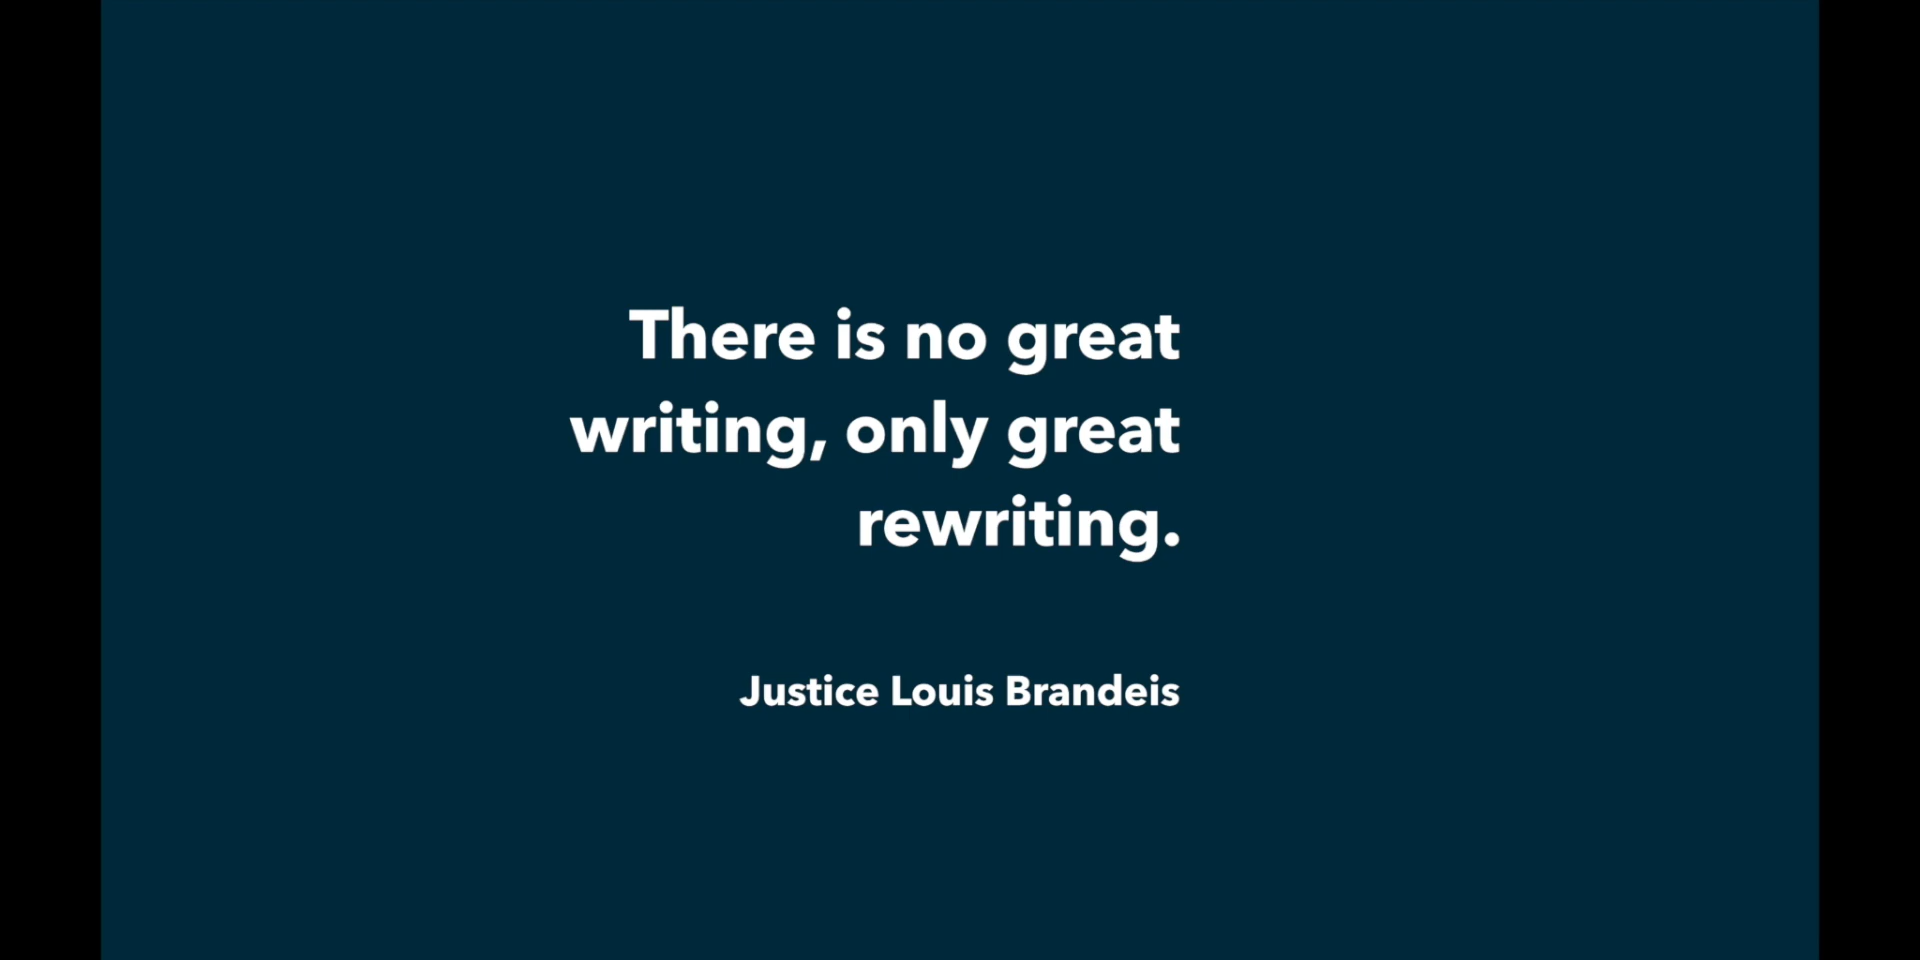 There is no great
writing, only great
rewriting.
Justice Louis Brandeis